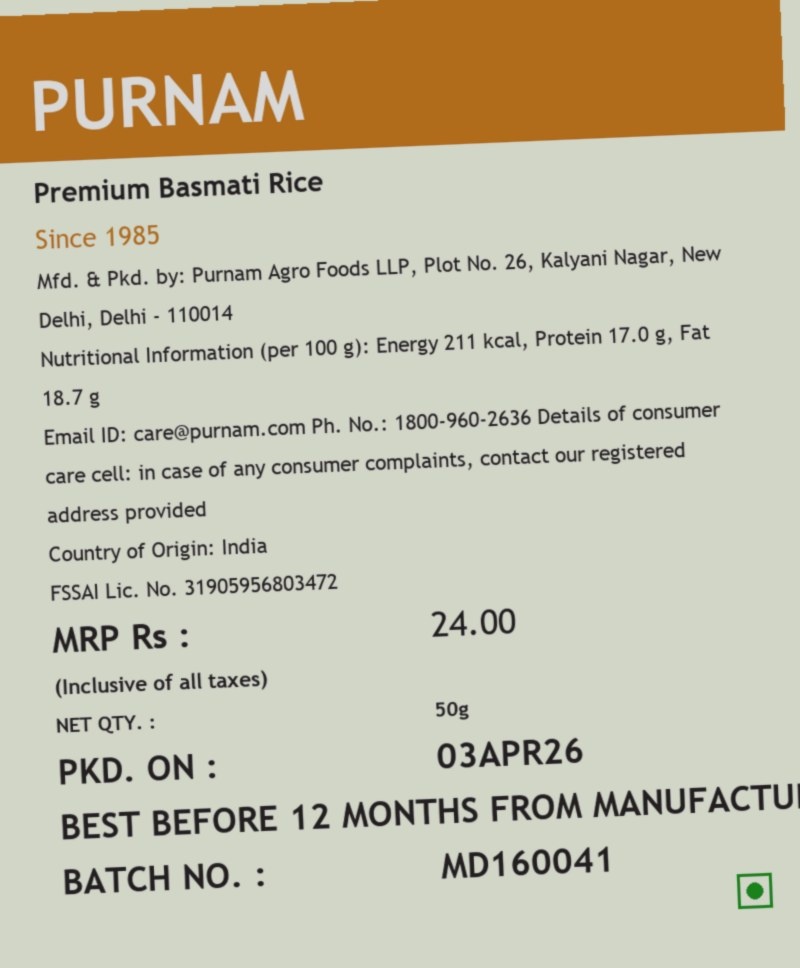 PURNAM
Premium Basmati Rice
Since 1985
Mfd. & Pkd. by: Purnam Agro Foods LLP, Plot No. 26, Kalyani Nagar, New
Delhi, Delhi - 110014
Nutritional Information (per 100 g): Energy 211 kcal, Protein 17.0 g, Fat
18.7 g
Email ID: care@purnam.com Ph. No.: 1800-960-2636 Details of consumer
care cell: in case of any consumer complaints, contact our registered
address provided
Country of Origin: India
FSSAI Lic. No. 31905956803472
MRP Rs : 24.00
(Inclusive of all taxes)
NET QTY. : 50g
PKD. ON : 03APR26
BEST BEFORE 12 MONTHS FROM
BATCH NO. : MD160041